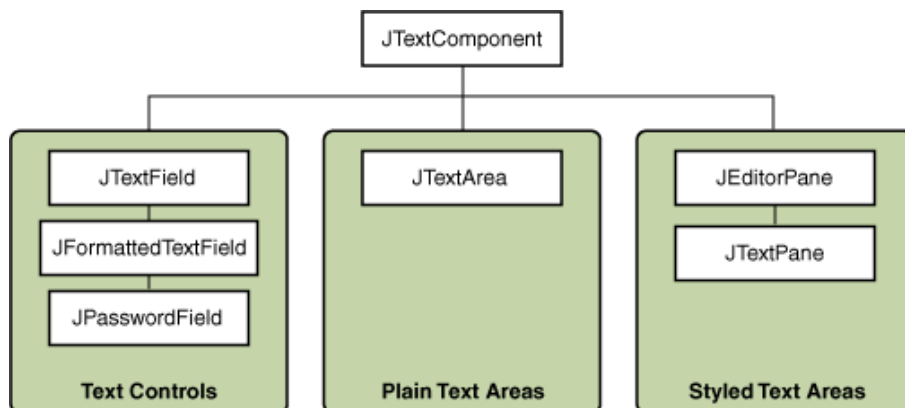 JTextComponent
JTextField
JFormattedTextField
JPasswordField
Text Controls
JTextArea
Plain Text Areas
JEditorPane
JTextPane
Styled Text Areas